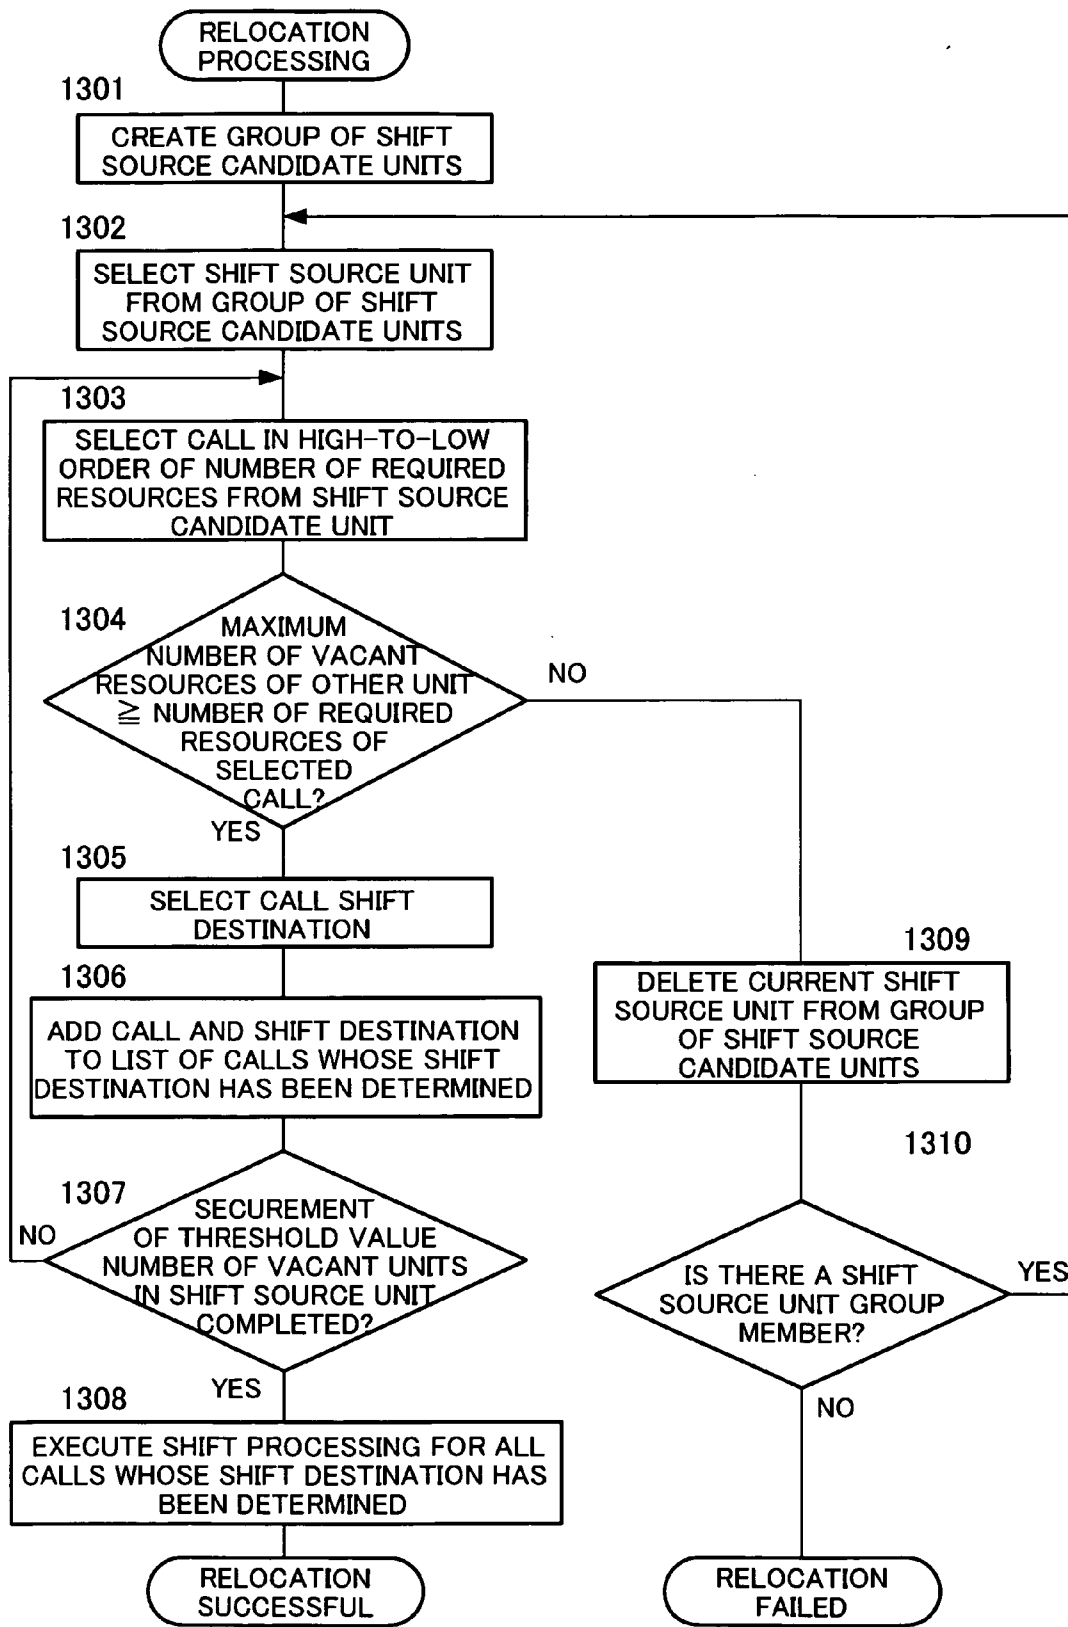 RELOCATION
PROCESSING
1301
CREATE GROUP OF SHIFT
SOURCE CANDIDATE UNITS
1302
SELECT SHIFT SOURCE UNIT
FROM GROUP OF SHIFT
SOURCE CANDIDATE UNITS
1303
SELECT CALL IN HIGH-TO-LOW
ORDER OF NUMBER OF REQUIRED
RESOURCES FROM SHIFT SOURCE
CANDIDATE UNIT
1304
MAXIMUM
NUMBER OF VACANT
RESOURCES OF OTHER UNIT
≧ NUMBER OF REQUIRED
RESOURCES OF
SELECTED
CALL?
NO
YES
1305
SELECT CALL SHIFT
DESTINATION
1306
ADD CALL AND SHIFT DESTINATION
TO LIST OF CALLS WHOSE SHIFT
DESTINATION HAS BEEN DETERMINED
1307
SECUREMENT
OF THRESHOLD VALUE
NUMBER OF VACANT UNITS
IN SHIFT SOURCE UNIT
COMPLETED?
NO
YES
1308
EXECUTE SHIFT PROCESSING FOR ALL
CALLS WHOSE SHIFT DESTINATION HAS
BEEN DETERMINED
RELOCATION
SUCCESSFUL
1309
DELETE CURRENT SHIFT
SOURCE UNIT FROM GROUP
OF SHIFT SOURCE
CANDIDATE UNITS
1310
IS THERE A SHIFT
SOURCE UNIT GROUP
MEMBER?
YES
NO
RELOCATION
FAILED